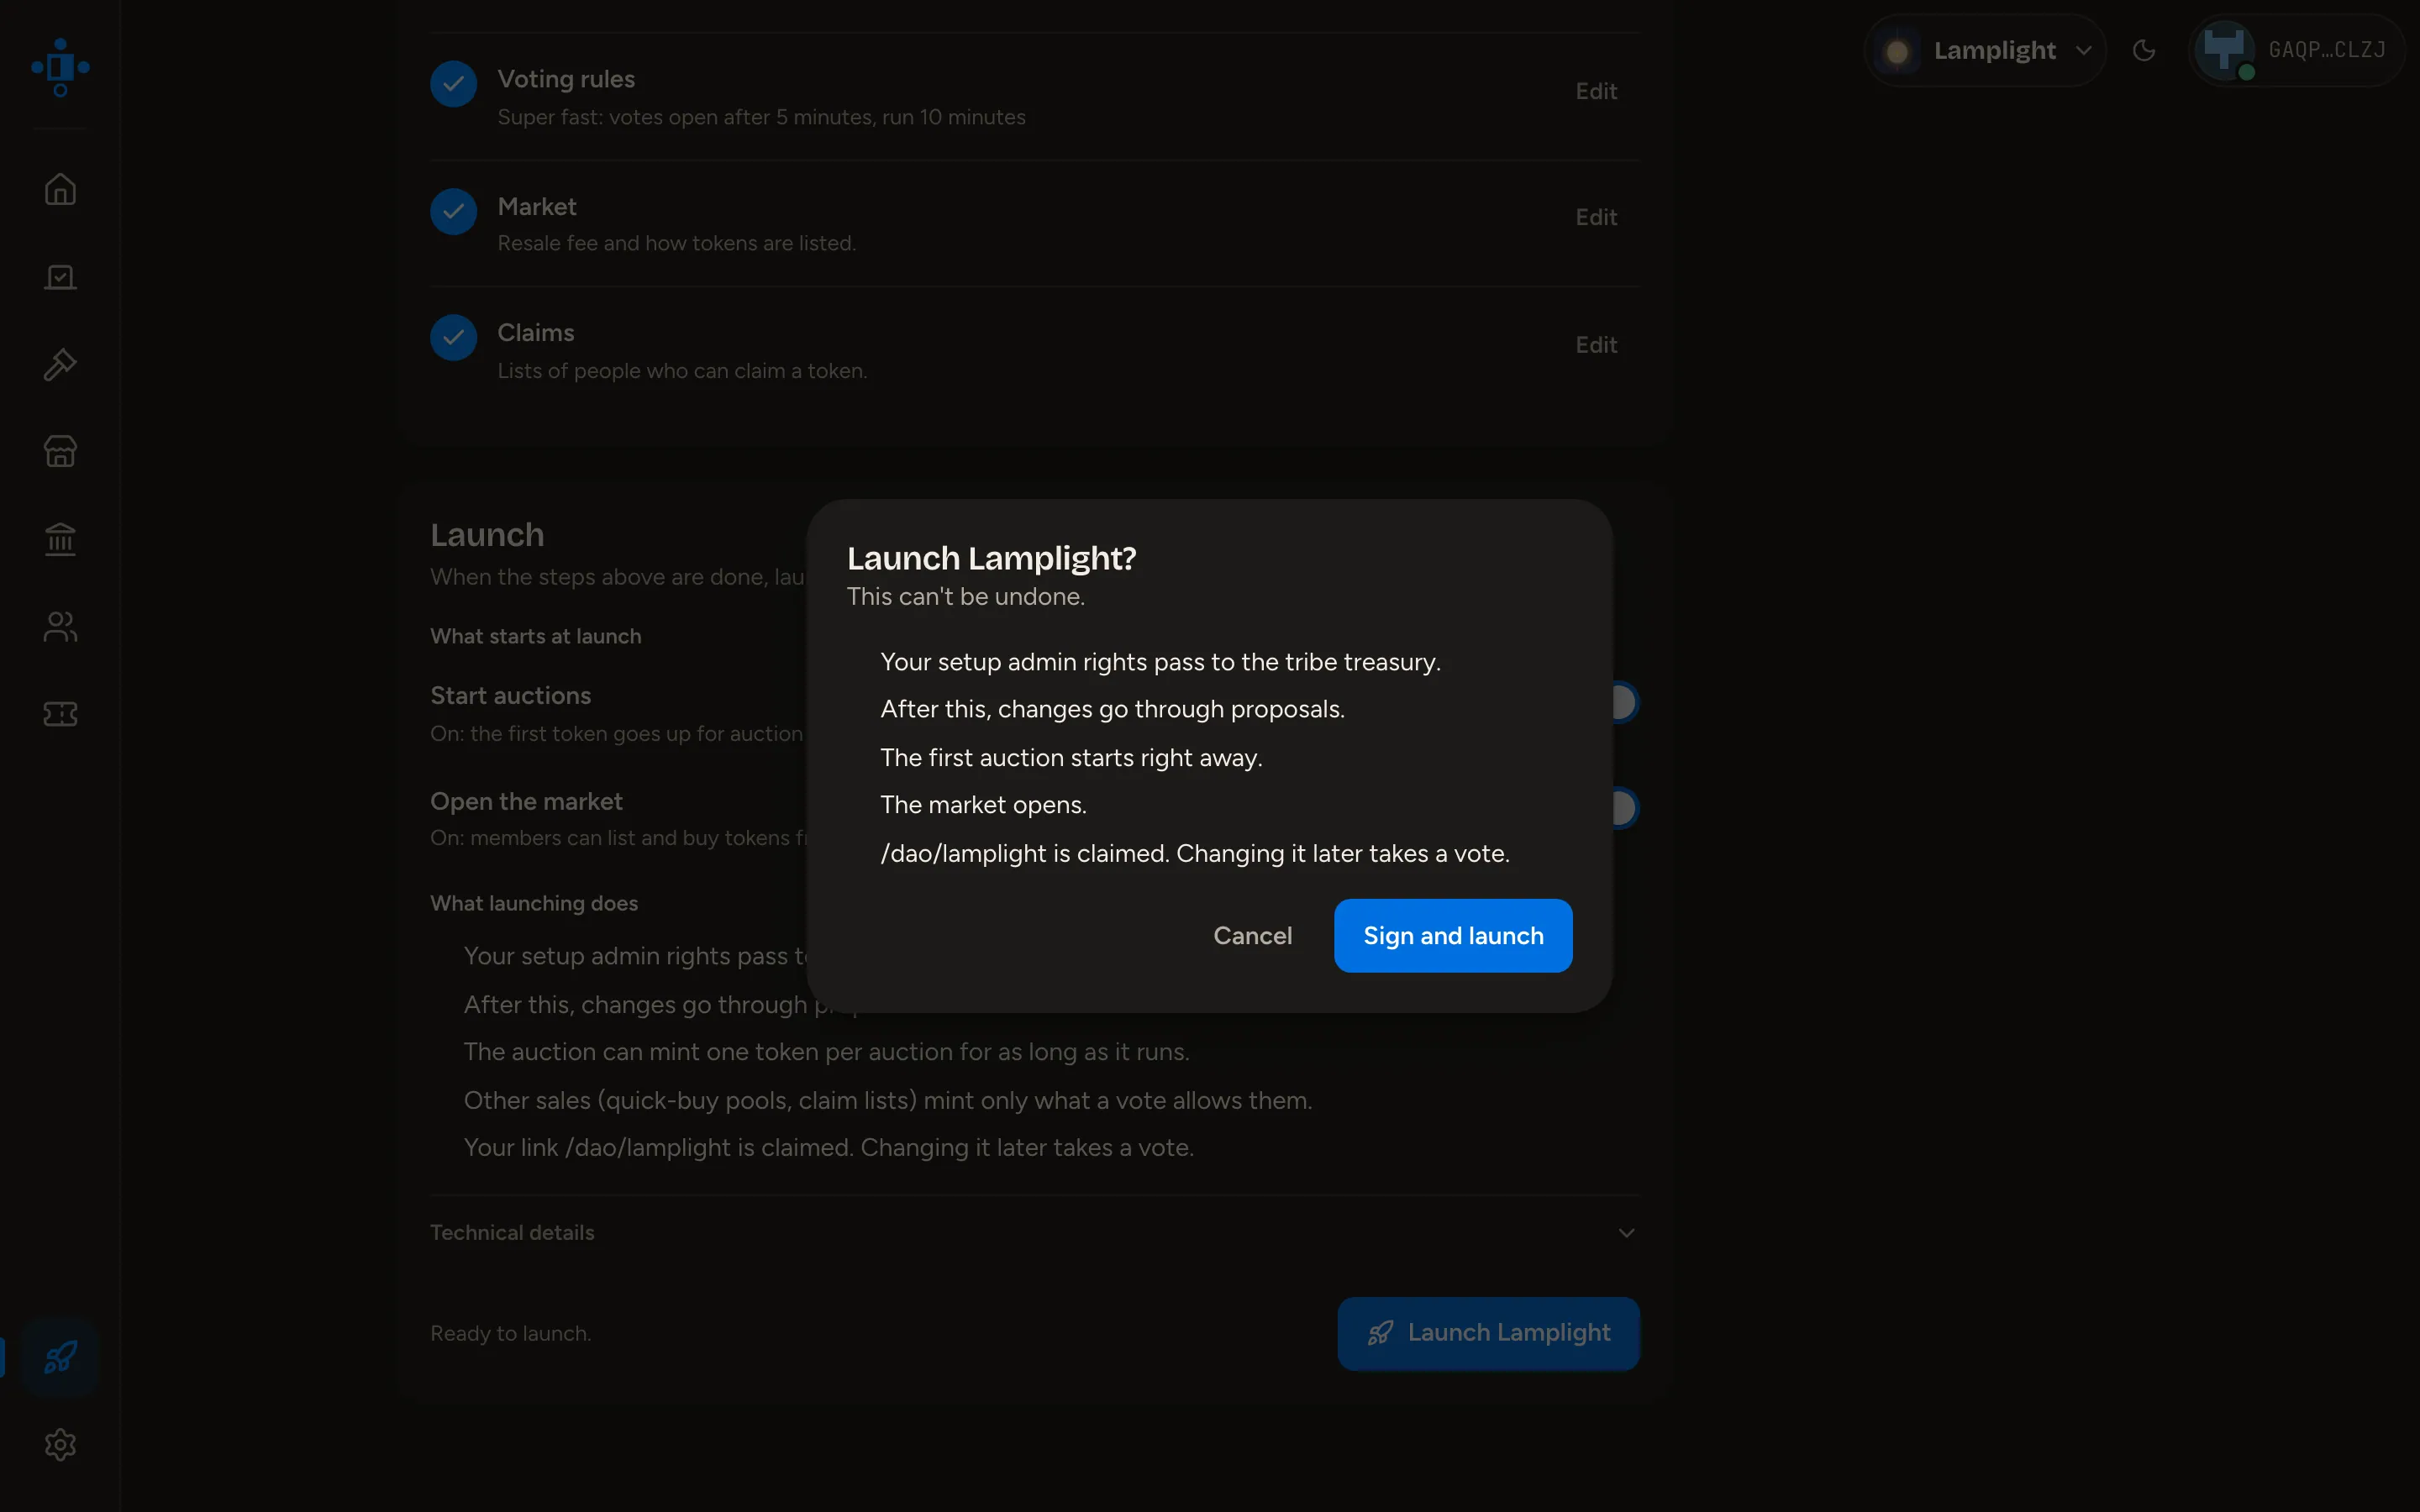 Lamplight
GAQP…CLZJ
Voting rules
Super fast: votes open after 5 minutes, run 10 minutes
Edit
Market
Resale fee and how tokens are listed.
Edit
Claims
Lists of people who can claim a token.
Edit
Launch
When the steps above are done, lau
What starts at launch
Start auctions
On: the first token goes up for auction
Open the market
On: members can list and buy tokens
What launching does
Your setup admin rights pass
After this, changes go through
The auction can mint one token per auction for as long as it runs.
Other sales (quick-buy pools, claim lists) mint only what a vote allows them.
Your link /dao/lamplight is claimed. Changing it later takes a vote.
Technical details
Ready to launch.
Launch Lamplight
Launch Lamplight?
This can't be undone.
Your setup admin rights pass to the tribe treasury.
After this, changes go through proposals.
The first auction starts right away.
The market opens.
/dao/lamplight is claimed. Changing it later takes a vote.
Cancel
Sign and launch